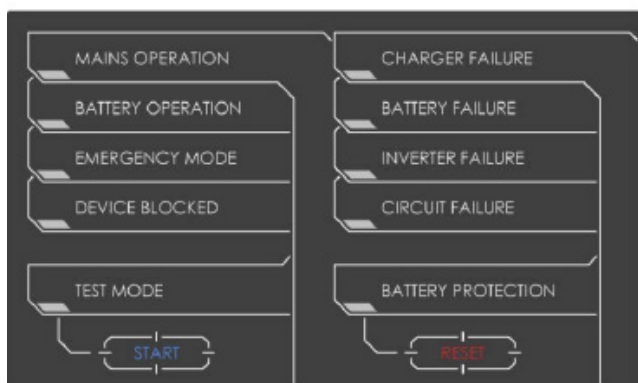 MAINS OPERATION
BATTERY OPERATION
EMERGENCY MODE
DEVICE BLOCKED
TEST MODE
START
CHARGER FAILURE
BATTERY FAILURE
INVERTER FAILURE
CIRCUIT FAILURE
BATTERY PROTECTION
RESET